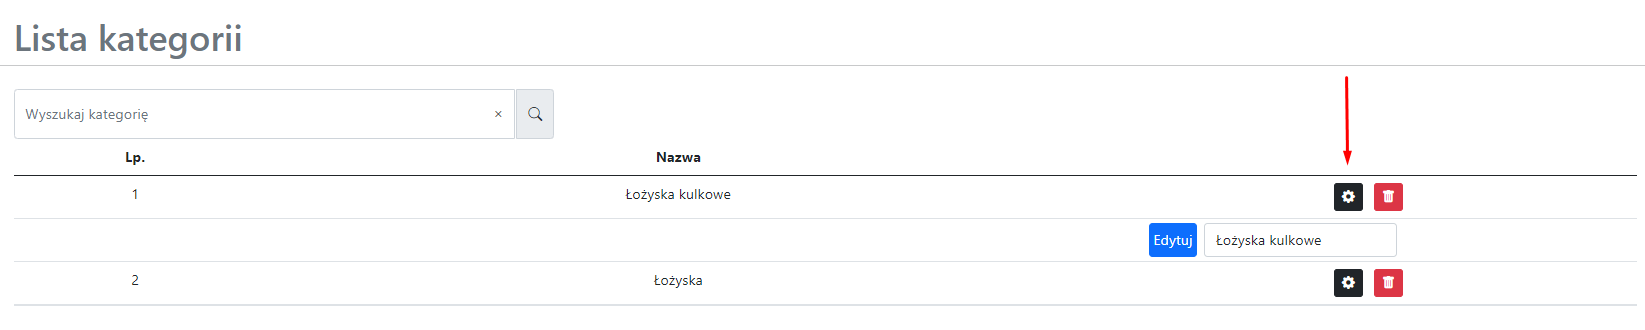 Lista kategorii
Wyszukaj kategorię ×
Lp. Nazwa
1 Łożyska kulkowe
Edytuj Łożyska kulkowe
2 Łożyska